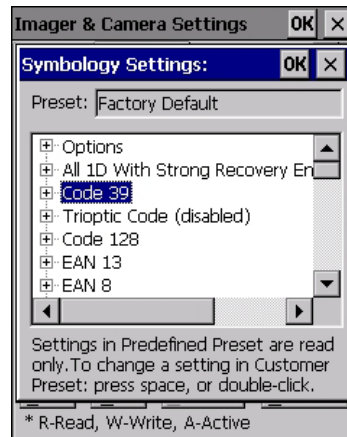 Imager & Camera Settings OK ×
Symbology Settings: OK ×
Preset: Factory Default
Options
All 1D With Strong Recovery En
Code 39
Trioptic Code (disabled)
Code 128
EAN 13
EAN 8
Settings in Predefined Preset are read
only.To change a setting in Customer
Preset: press space, or double-click.
* R-Read, W-Write, A-Active